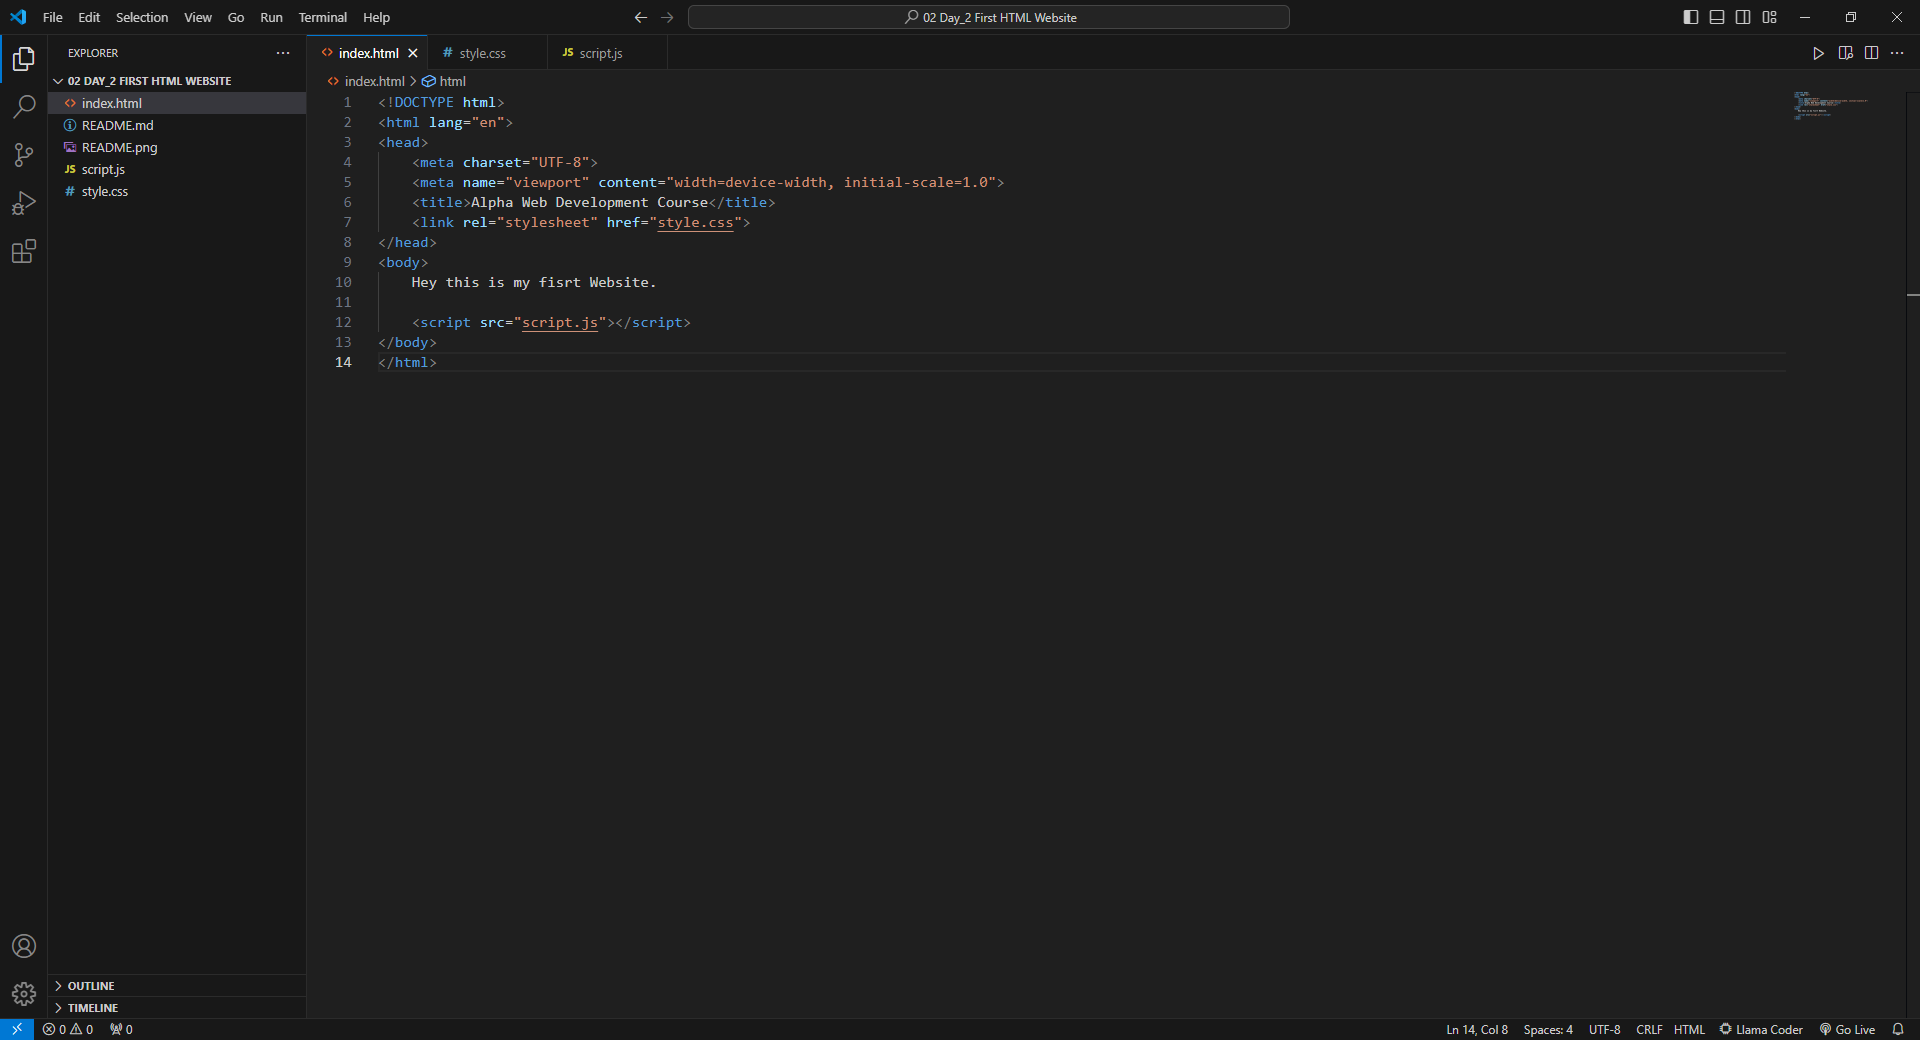 File Edit Selection View Go Run Terminal Help
02 Day_2 First HTML Website
EXPLORER
02 DAY_2 FIRST HTML WEBSITE
index.html
README.md
README.png
JS script.js
# style.css
OUTLINE
TIMELINE
index.html
# style.css
JS script.js
index.html > html
1 <!DOCTYPE html>
2 <html lang="en">
3 <head>
4     <meta charset="UTF-8">
5     <meta name="viewport" content="width=device-width, initial-scale=1.0">
6     <title>Alpha Web Development Course</title>
7     <link rel="stylesheet" href="style.css">
8 </head>
9 <body>
10     Hey this is my fisrt Website.
11
12     <script src="script.js"></script>
13 </body>
14 </html>
0 0 0
Ln 14, Col 8 Spaces: 4 UTF-8 CRLF HTML Llama Coder Go Live